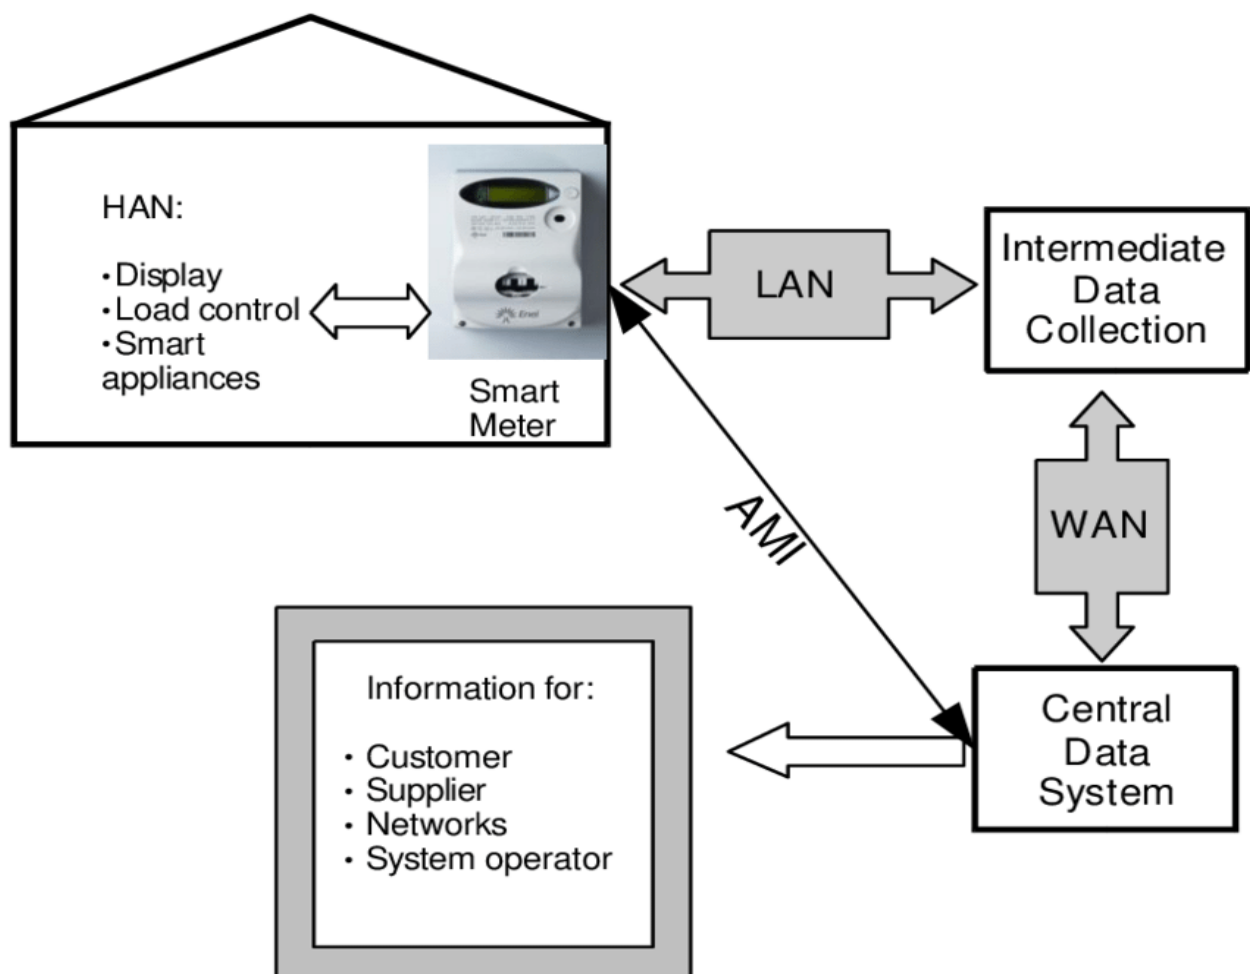 HAN:
•Display
•Load control
•Smart
appliances
Enel
Smart
Meter
LAN
Intermediate
Data
Collection
AMI
WAN
Information for:
• Customer
• Supplier
• Networks
• System operator
Central
Data
System